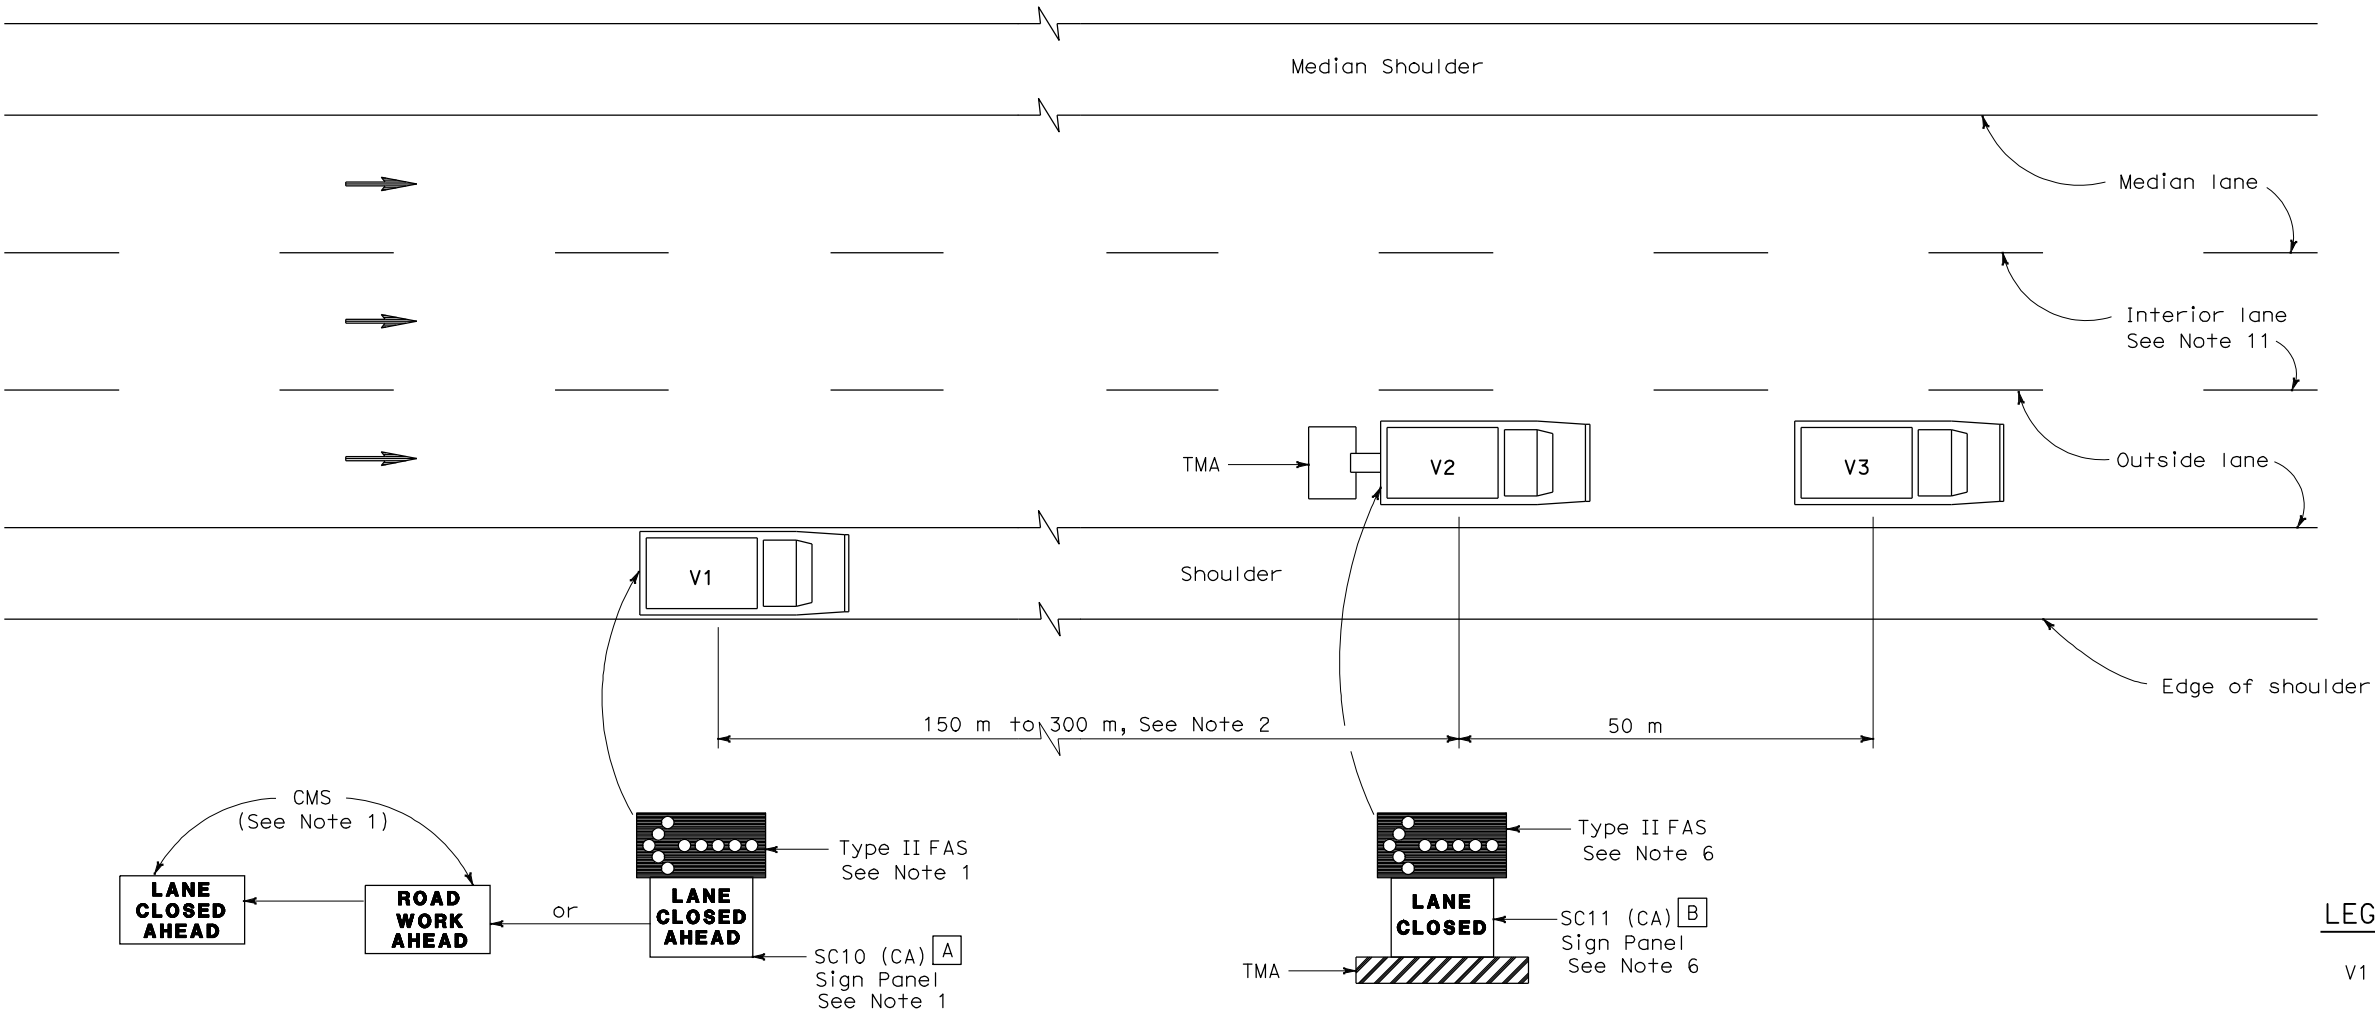 Median Shoulder
Median lane
Interior lane
See Note 11
TMA
V2
V3
Outside lane
V1
Shoulder
Edge of shoulder
150 m to 300 m, See Note 2
50 m
CMS
(See Note 1)
LANE
CLOSED
AHEAD
ROAD
WORK
AHEAD
or
LANE
CLOSED
AHEAD
Type II FAS
See Note 1
SC10 (CA) A
Sign Panel
See Note 1
LANE
CLOSED
Type II FAS
See Note 6
SC11 (CA) B
Sign Panel
See Note 6
TMA
LEG
V1